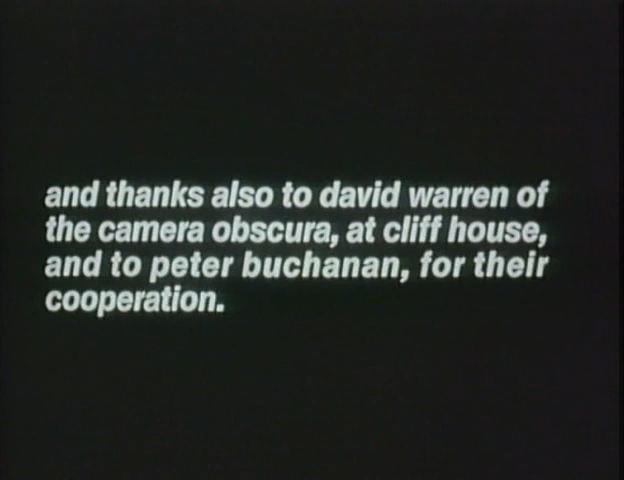 and thanks also to david warren of
the camera obscura, at cliff house,
and to peter buchanan, for their
cooperation.